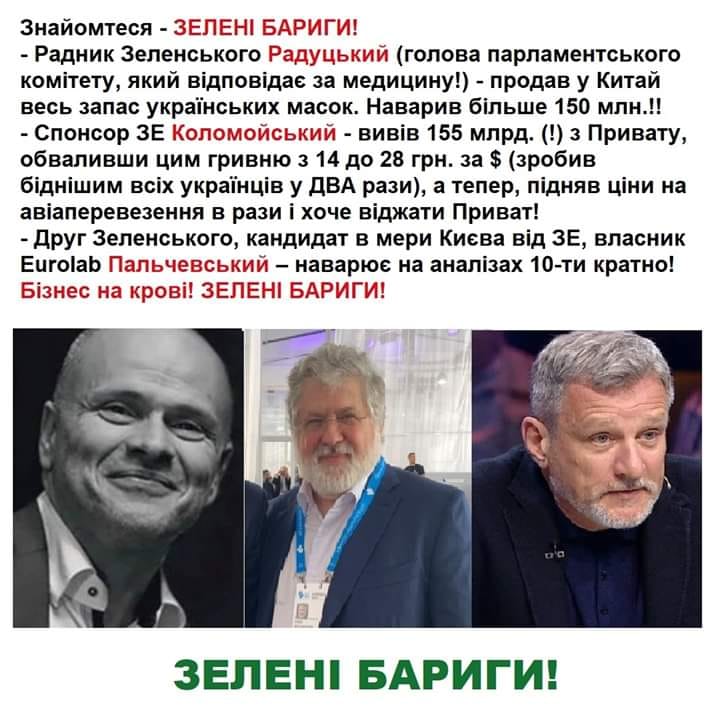 Знайомтеся - ЗЕЛЕНІ БАРИГИ!
- Радник Зеленського Радуцький (голова парламентського
комітету, який відповідає за медицину!) - продав у Китай
весь запас українських масок. Наварив більше 150 млн.!!
- Спонсор ЗЕ Коломойський - вивів 155 млрд. (!) з Привату,
обваливши цим гривню з 14 до 28 грн. за $ (зробив
біднішим всіх українців у ДВА рази), а тепер, підняв ціни на
авіаперевезення в рази і хоче віджати Приват!
- Друг Зеленського, кандидат в мери Києва від ЗЕ, власник
Eurolab Пальчевський – наварює на анализах 10-ти кратно!
Бізнес на крові! ЗЕЛЕНІ БАРИГИ!
ЗЕЛЕНІ БАРИГИ!